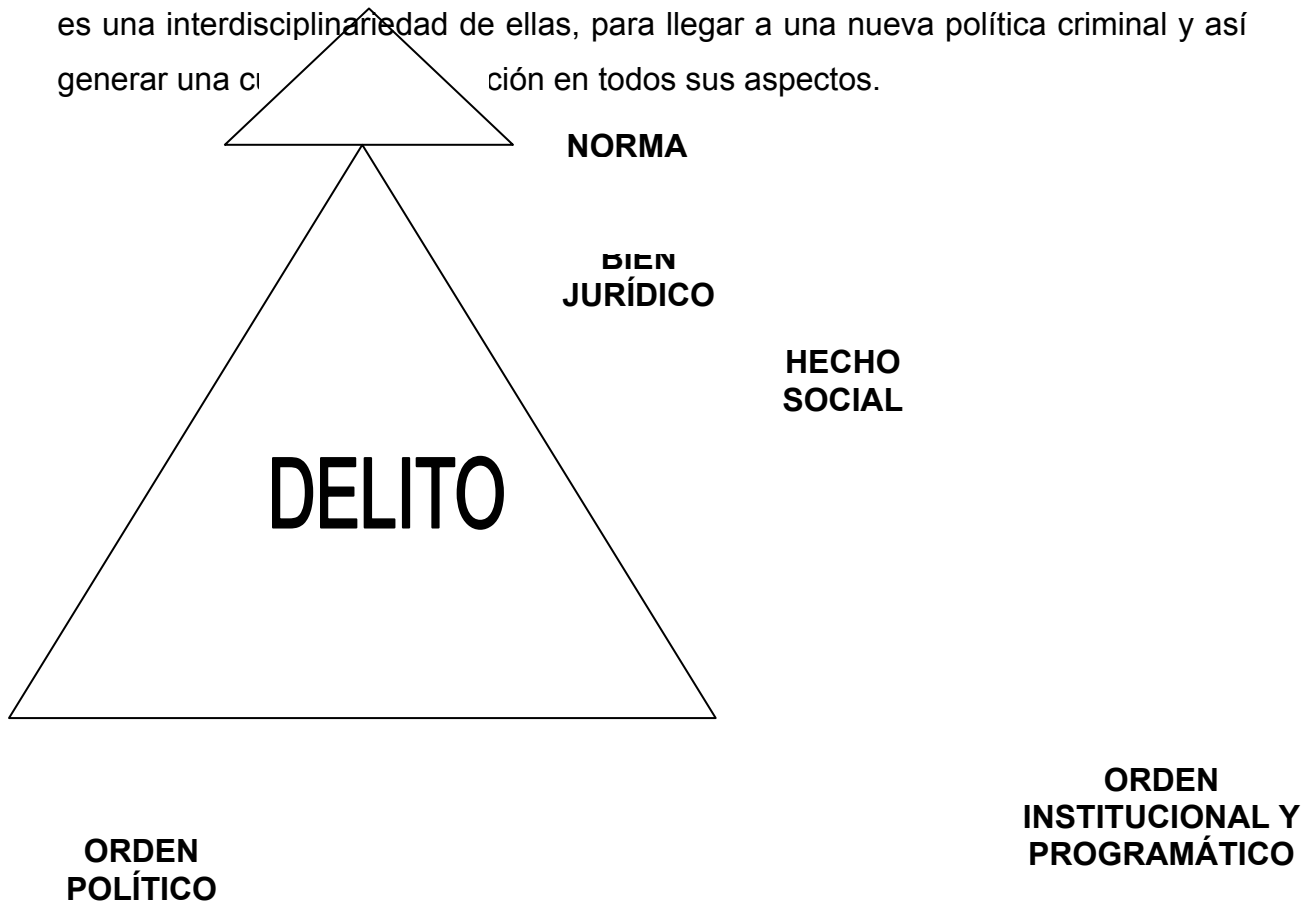 es una interdisciplinariedad de ellas, para llegar a una nueva política criminal y así
generar una ción en todos sus aspectos.
NORMA
BIEN
JURÍDICO
HECHO
SOCIAL
DELITO
ORDEN
INSTITUCIONAL Y
PROGRAMÁTICO
ORDEN
POLÍTICO